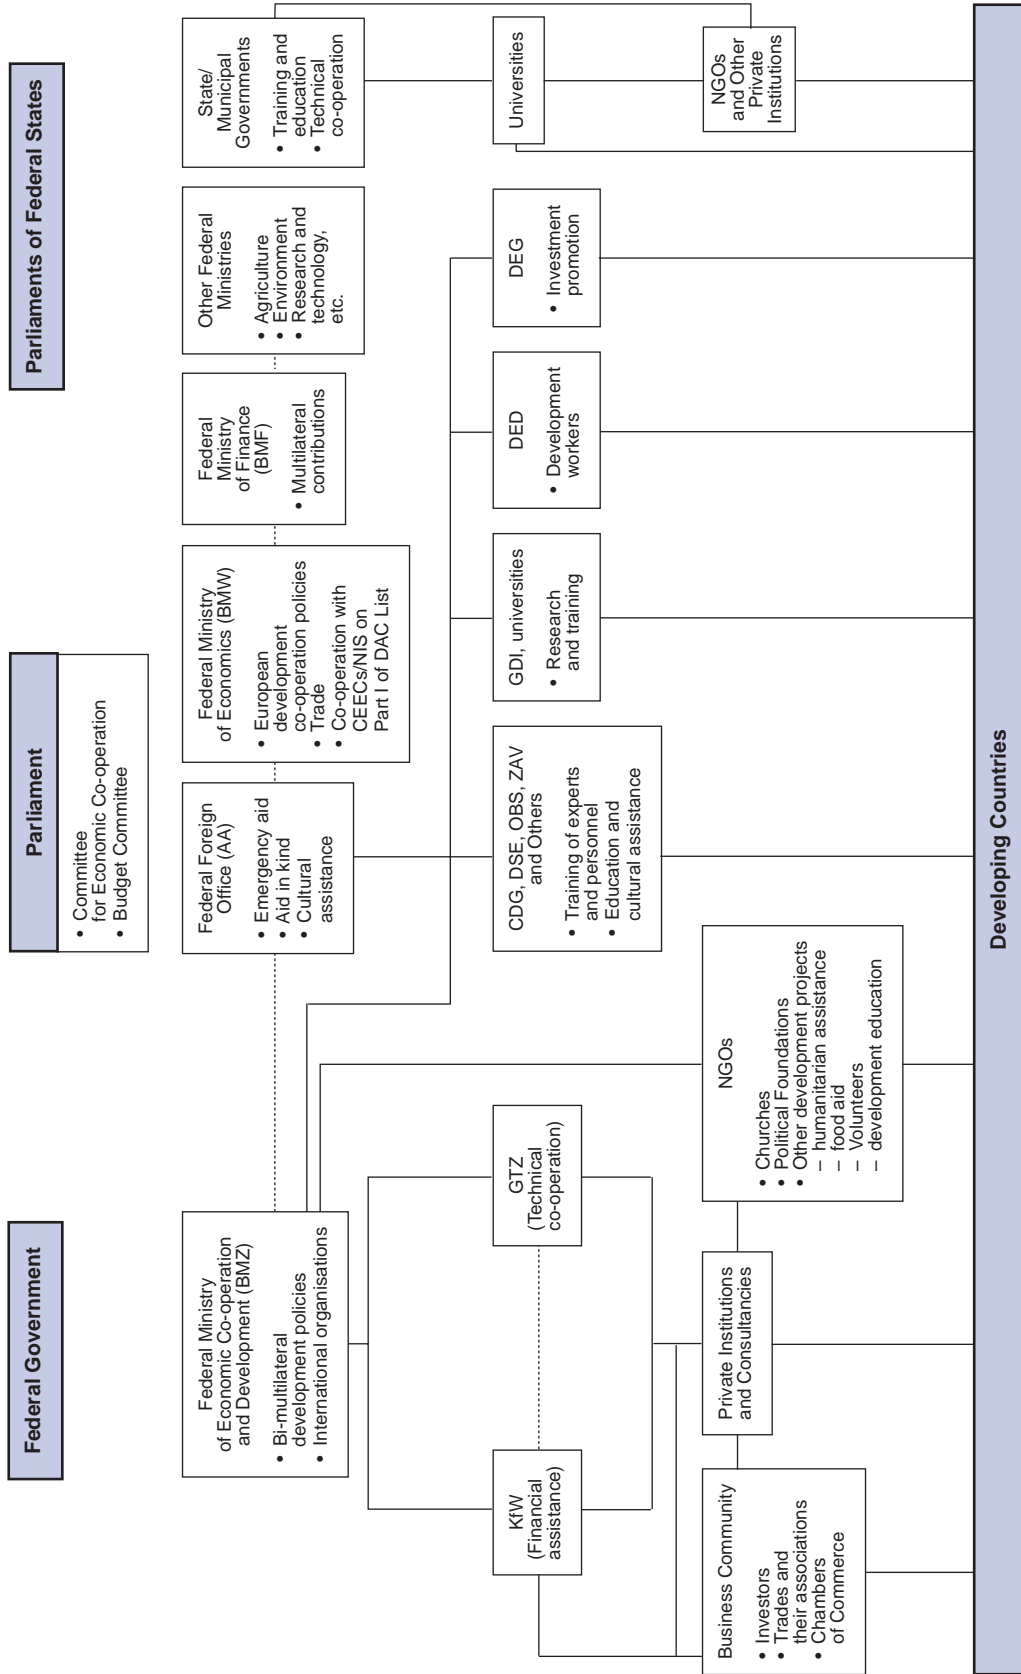 Federal Government
Parliament
• Committee
for Economic Co-operation
• Budget Committee
Parliaments of Federal States
Federal Ministry
of Economic Co-operation
and Development (BMZ)
• Bi-multilateral
development policies
• International organisations
Federal Foreign
Office (AA)
• Emergency aid
• Aid in kind
• Cultural
assistance
Federal Ministry
of Economics (BMW)
• European
development
co-operation policies
• Trade
• Co-operation with
CEECs/NIS on
Part I of DAC List
Federal
Ministry
of Finance
(BMF)
• Multilateral
contributions
Other Federal
Ministries
• Agriculture
• Environment
• Research and
technology,
etc.
State/
Municipal
Governments
• Training and
education
• Technical
co-operation
KfW
(Financial
assistance)
GTZ
(Technical
co-operation)
CDG, DSE, OBS, ZAV
and Others
• Training of experts
and personnel
• Education and
cultural assistance
GDI, universities
• Research
and training
DED
• Development
workers
DEG
• Investment
promotion
Universities
Business Community
• Investors
• Trades and
their associations
• Chambers
of Commerce
Private Institutions
and Consultancies
NGOs
• Churches
• Political Foundations
• Other development projects
– humanitarian assistance
– food aid
– Volunteers
– development education
NGOs
and Other
Private
Institutions
Developing Countries